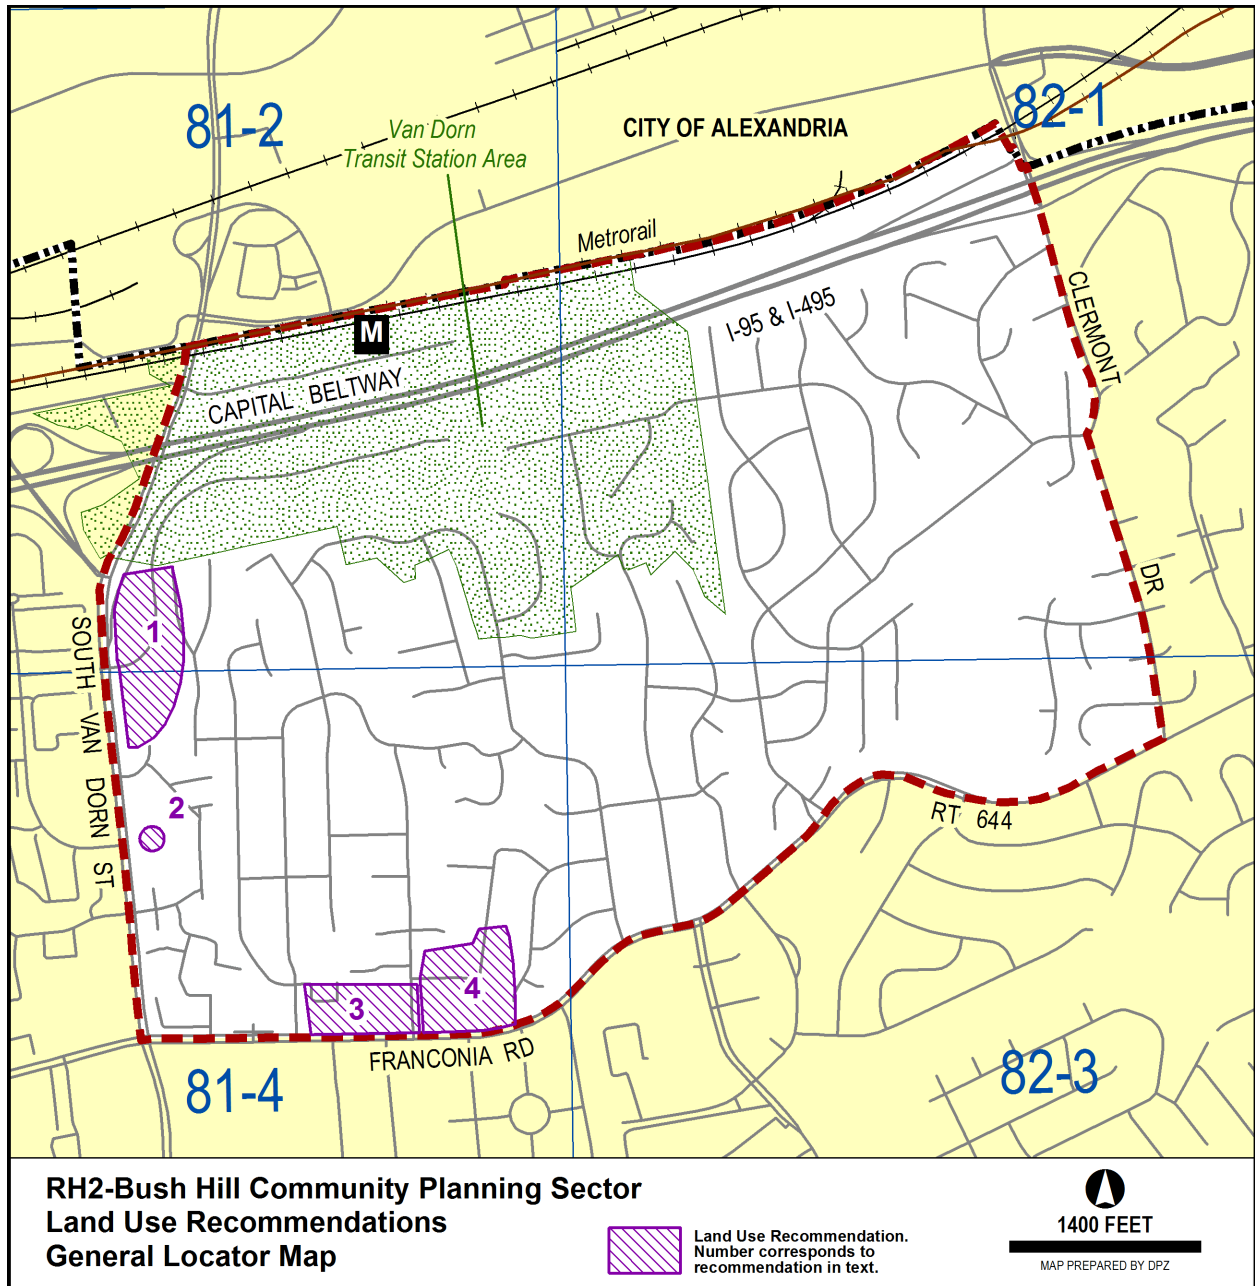 81-2
82-1
Van Dorn
Transit Station Area
CITY OF ALEXANDRIA
Metrorail
M
I-95 & I-495
CLERMONT
CAPITAL BELTWAY
DR
1
SOUTH VAN DORN ST
2
RT 644
3
4
FRANCONIA RD
81-4
82-3
RH2-Bush Hill Community Planning Sector
Land Use Recommendations
General Locator Map
Land Use Recommendation.
Number corresponds to
recommendation in text.
1400 FEET
MAP PREPARED BY DPZ